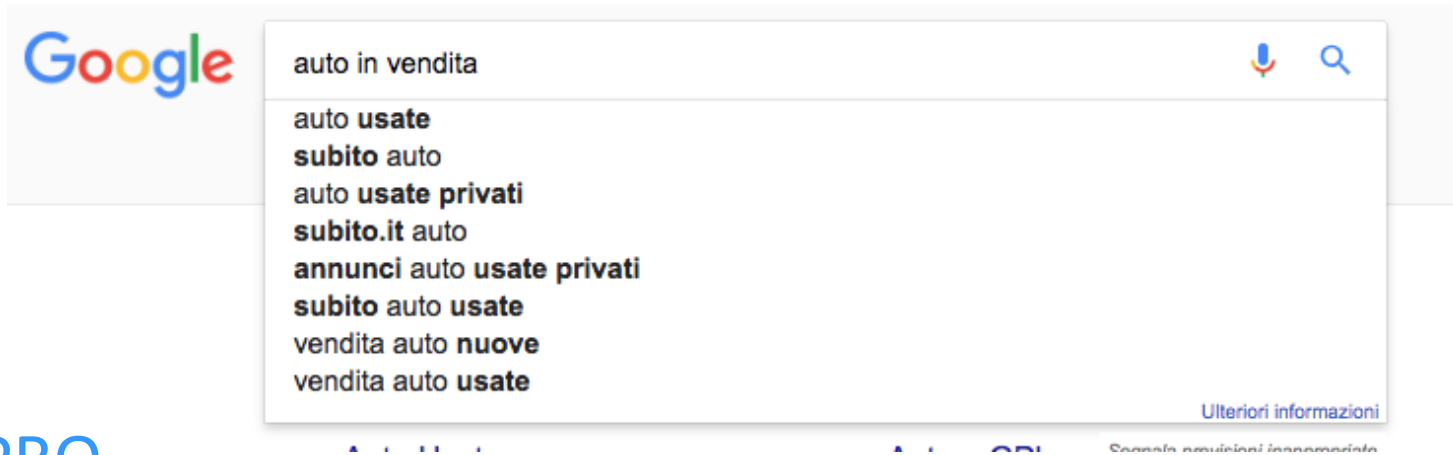 Google
auto in vendita
auto usate
subito auto
auto usate privati
subito.it auto
annunci auto usate privati
subito auto usate
vendita auto nuove
vendita auto usate
Ulteriori informazioni